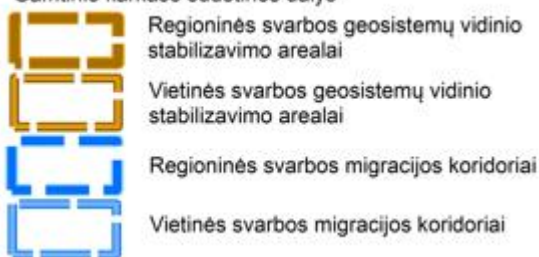 Regioninės svarbos geosistemų vidinio
stabilizavimo arealai
Vietinės svarbos geosistemų vidinio
stabilizavimo arealai
Regioninės svarbos migracijos koridoriai
Vietinės svarbos migracijos koridoriai